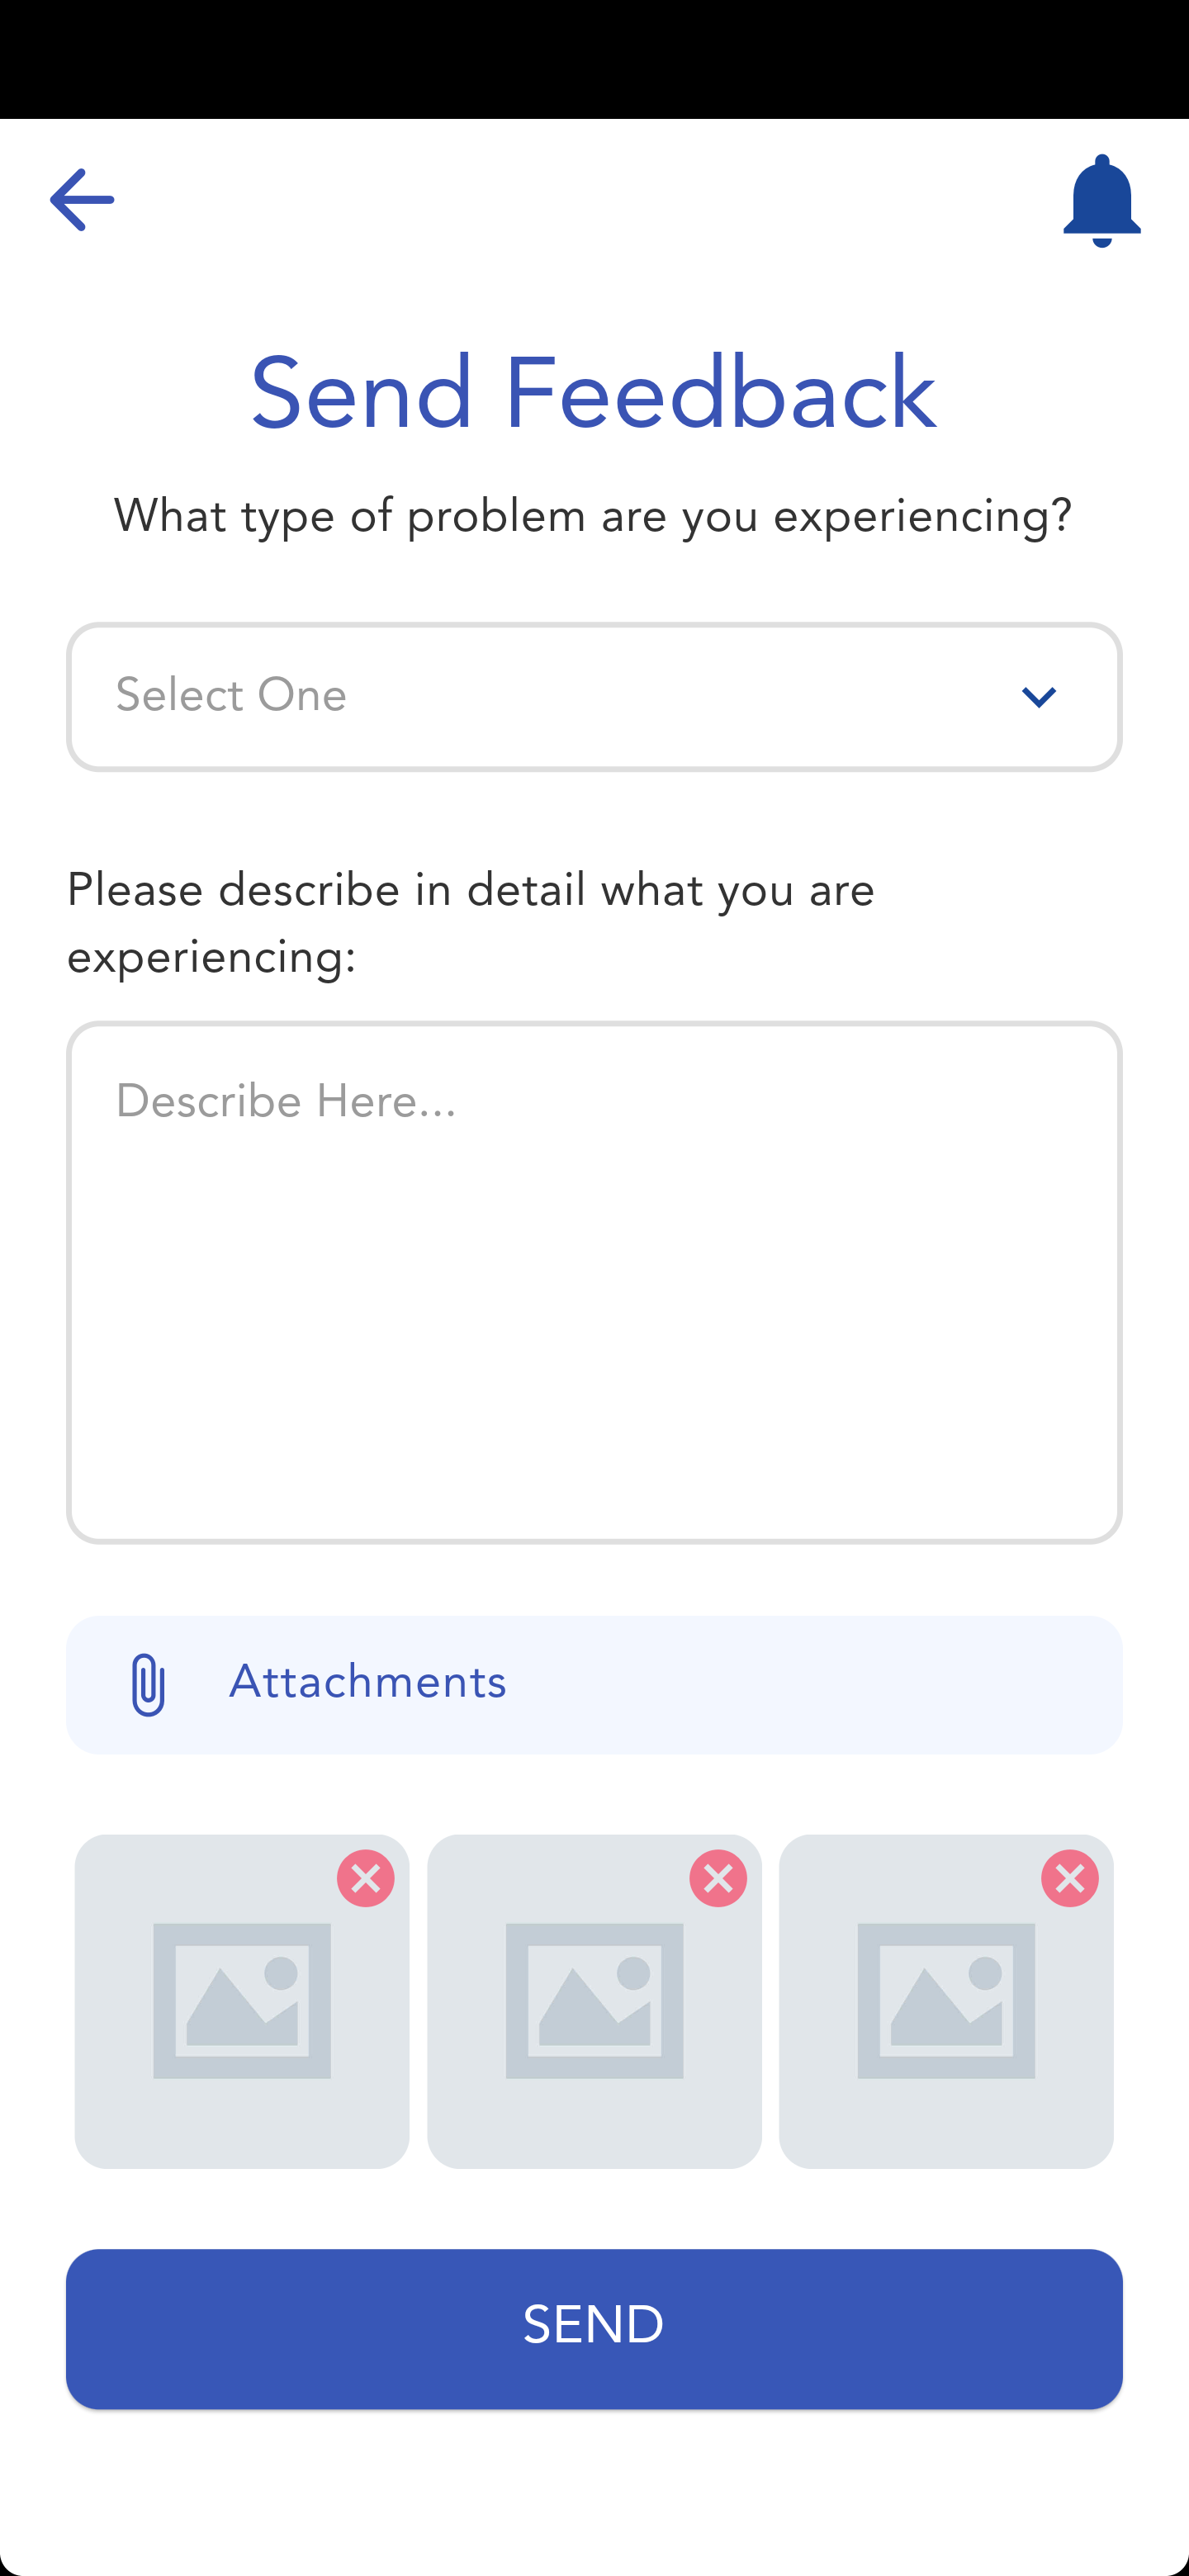 Send Feedback
What type of problem are you experiencing?
Select One
Please describe in detail what you are
experiencing:
Describe Here...
Attachments
SEND